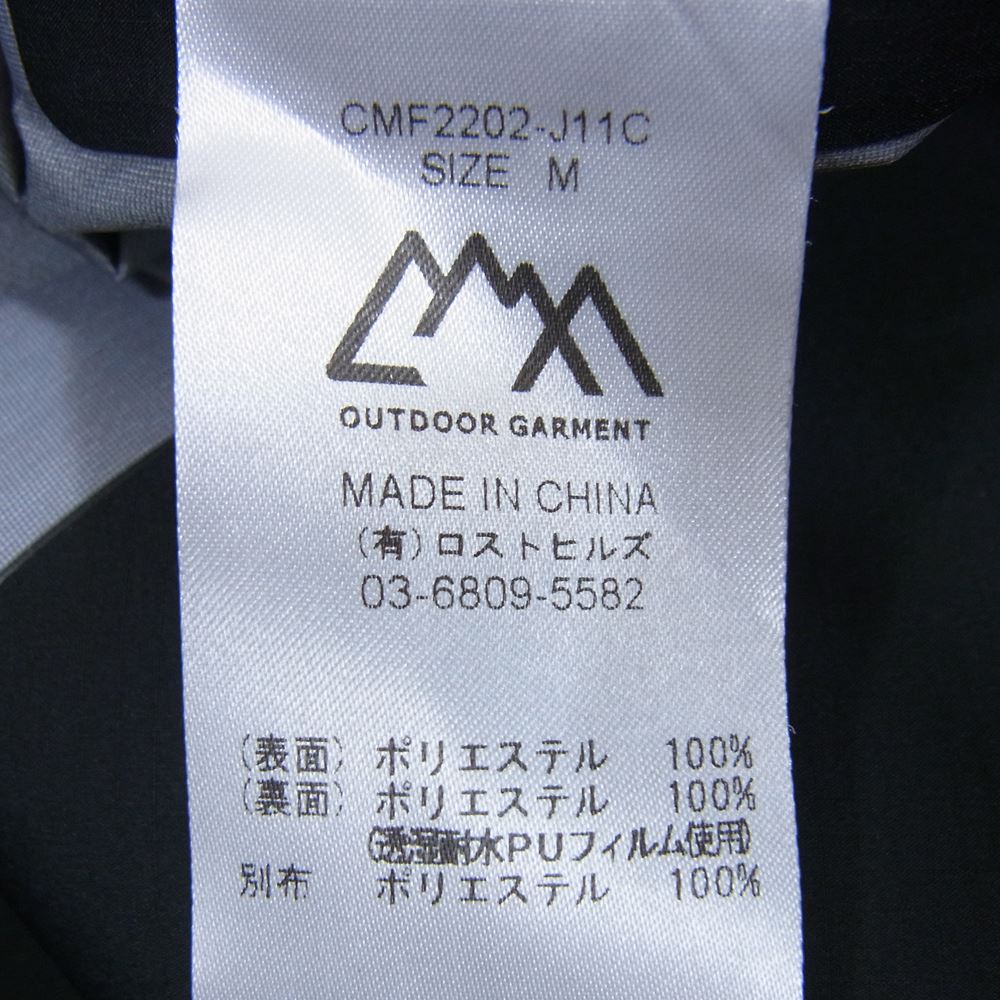 CMF2202-J11C
SIZE M
OUTDOOR GARMENT
MADE IN CHINA
(有)ロストヒルズ
03-6809-5582
(表面) ポリエステル 100%
(裏面) ポリエステル 100%
(透湿耐水PUフィルム使用)
別布 ポリエステル 100%